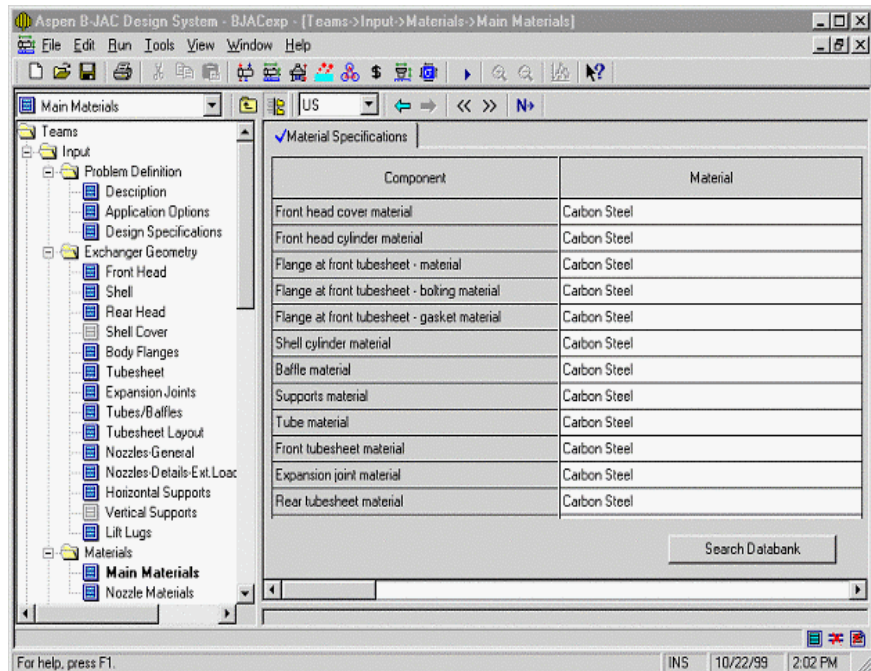 Aspen B-JAC Design System - BJACexp - [Teams->Input->Materials->Main Materials]
File Edit Run Tools View Window Help
Main Materials US N
Teams
Input
Problem Definition
Description
Application Options
Design Specifications
Exchanger Geometry
Front Head
Shell
Rear Head
Shell Cover
Body Flanges
Tubesheet
Expansion Joints
Tubes/Baffles
Tubesheet Layout
Nozzles-General
Nozzles-Details-Ext.Loac
Horizontal Supports
Vertical Supports
Lift Lugs
Materials
Main Materials
Nozzle Materials
Material Specifications
Component Material
Front head cover material Carbon Steel
Front head cylinder material Carbon Steel
Flange at front tubesheet - material Carbon Steel
Flange at front tubesheet - bolting material Carbon Steel
Flange at front tubesheet - gasket material Carbon Steel
Shell cylinder material Carbon Steel
Baffle material Carbon Steel
Supports material Carbon Steel
Tube material Carbon Steel
Front tubesheet material Carbon Steel
Expansion joint material Carbon Steel
Rear tubesheet material Carbon Steel
Search Databank
For help, press F1. INS 10/22/99 2:02 PM